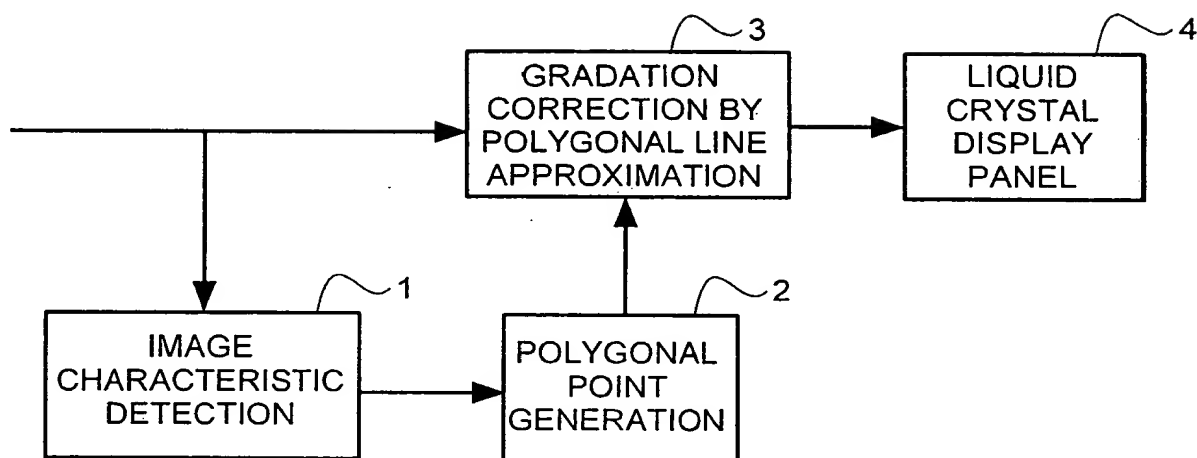 3
GRADATION
CORRECTION BY
POLYGONAL LINE
APPROXIMATION
4
LIQUID
CRYSTAL
DISPLAY
PANEL
1
IMAGE
CHARACTERISTIC
DETECTION
2
POLYGONAL
POINT
GENERATION